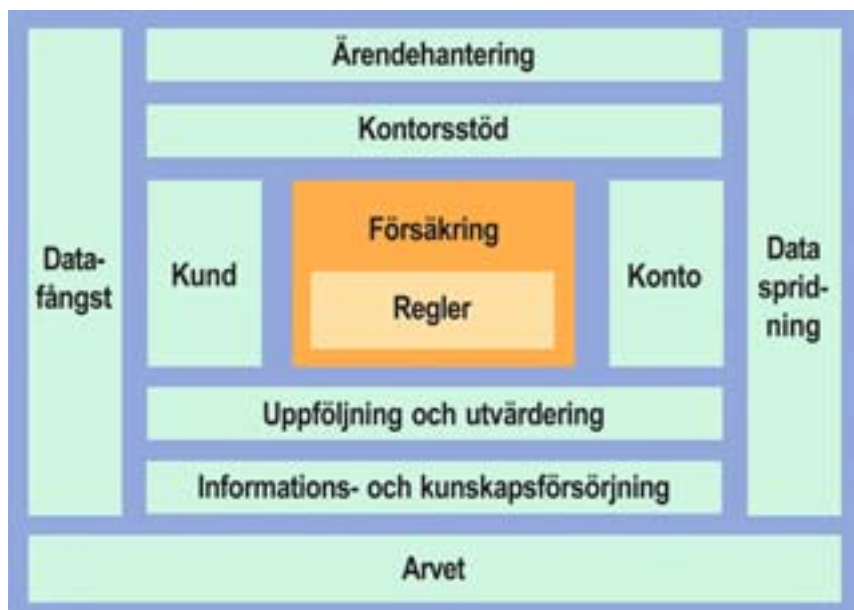 Ärendehantering
Kontorsstöd
Data-
fångst
Kund
Försäkring
Regler
Konto
Data
sprid-
ning
Uppföljning och utvärdering
Informations- och kunskapsförsörjning
Arvet